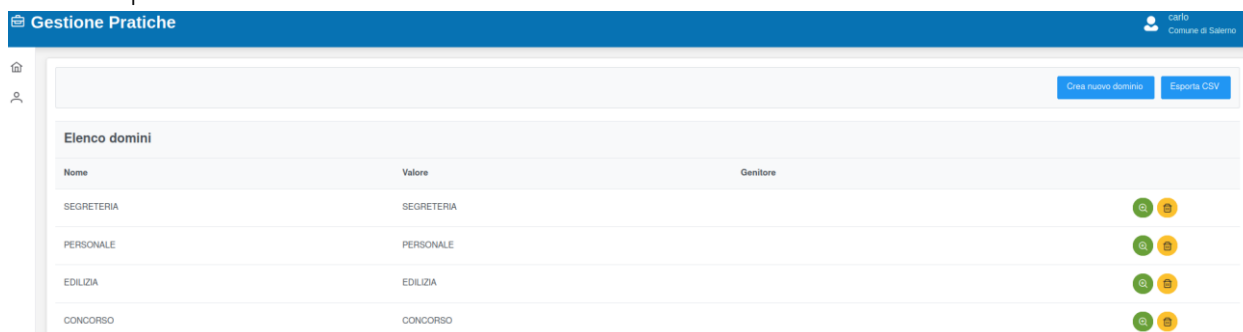 Gestione Pratiche
carlo
Comune di Salerno
Crea nuovo dominio Esporta CSV
Elenco domini
Nome Valore Genitore
SEGRETERIA SEGRETERIA
PERSONALE PERSONALE
EDILIZIA EDILIZIA
CONCORSO CONCORSO